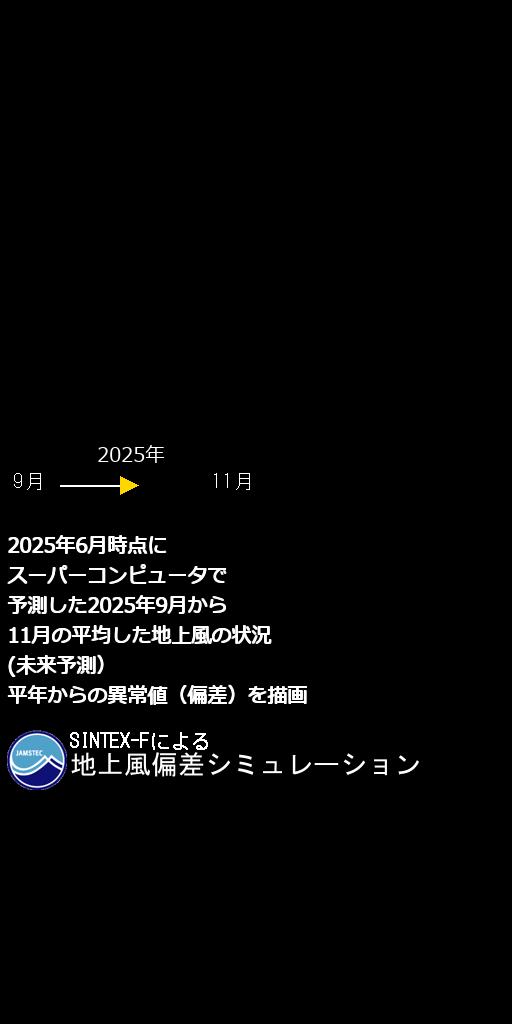 2025年
9月
11月
2025年6月時点に
スーパーコンピュータで
予測した2025年9月から
11月の平均した地上風の状況
(未来予測）
平年からの異常値（偏差）を描画
SINTEX-Fによる
JAMSTEC
地上風偏差シミュレーション